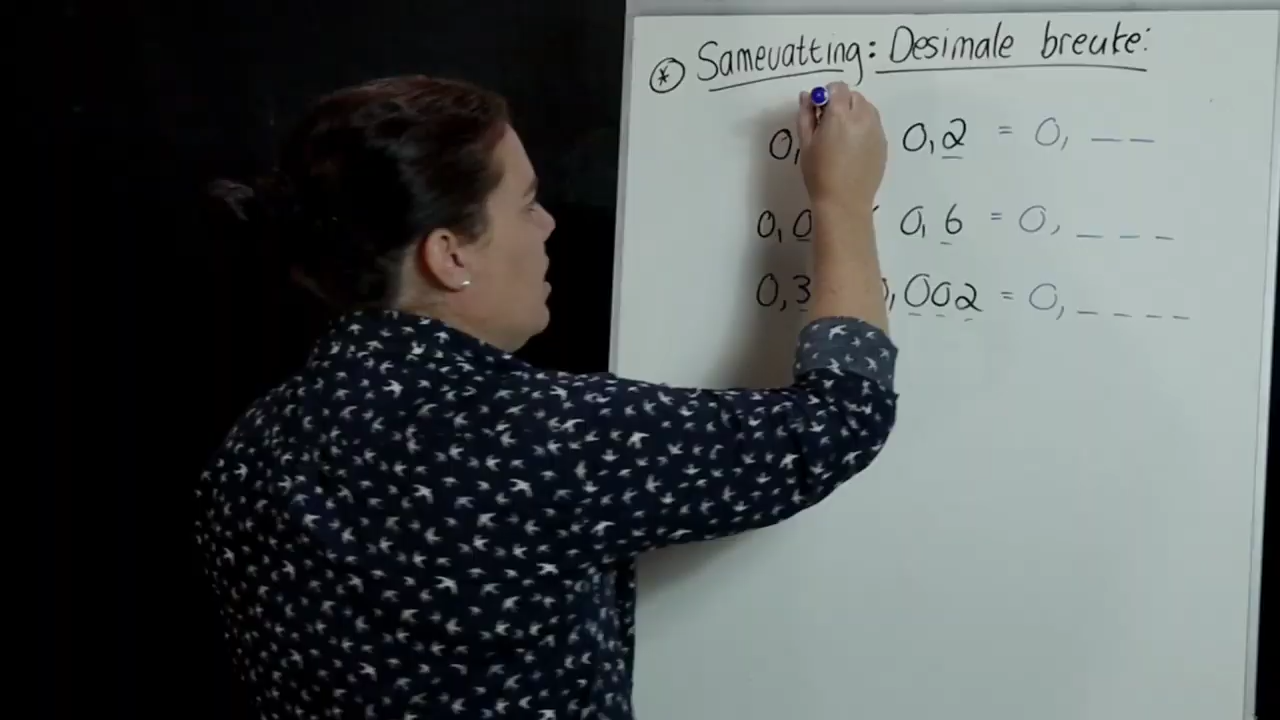 * Samevatting: Desimale breuke:
0, 0,2 = 0, _ _
0,0 0,6 = 0, _ _ _
0,3 ,002 = 0, _ _ _ _